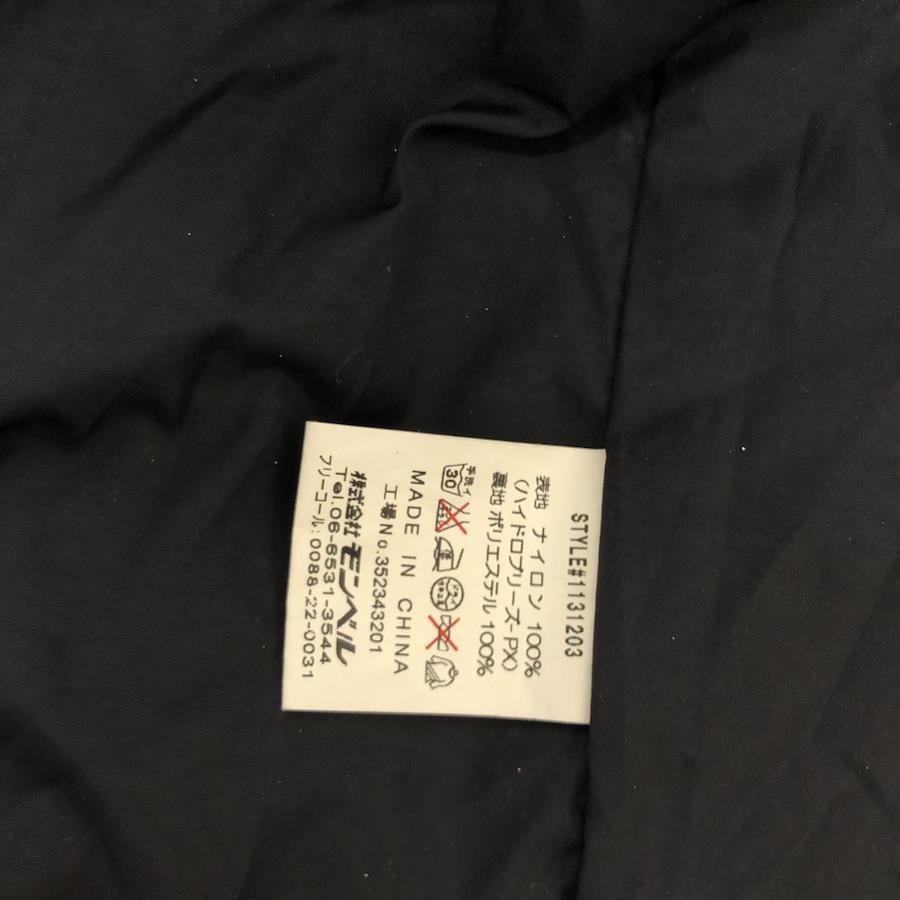 STYLE#1131203
表地 ナイロン 100%
(ハイドロブリーズ-PX)
裏地 ポリエステル 100%
手洗イ
30
MADE IN CHINA
工場No.352343201
株式会社 モンベル
Tel.06-6531-3544
フリーコール:0088-22-0031